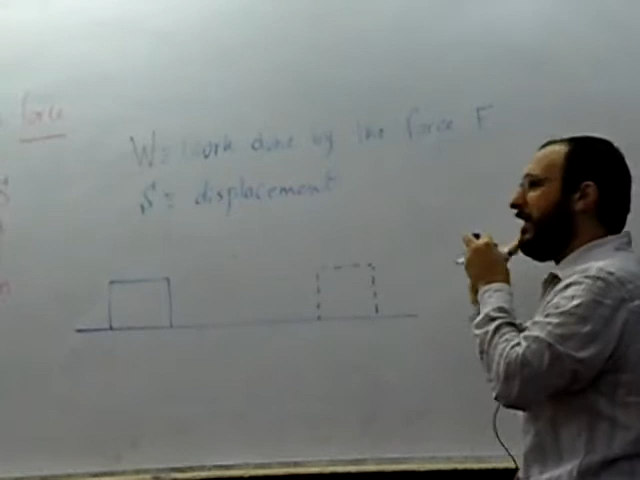 force
W = work done by the force F
S = displacement
S